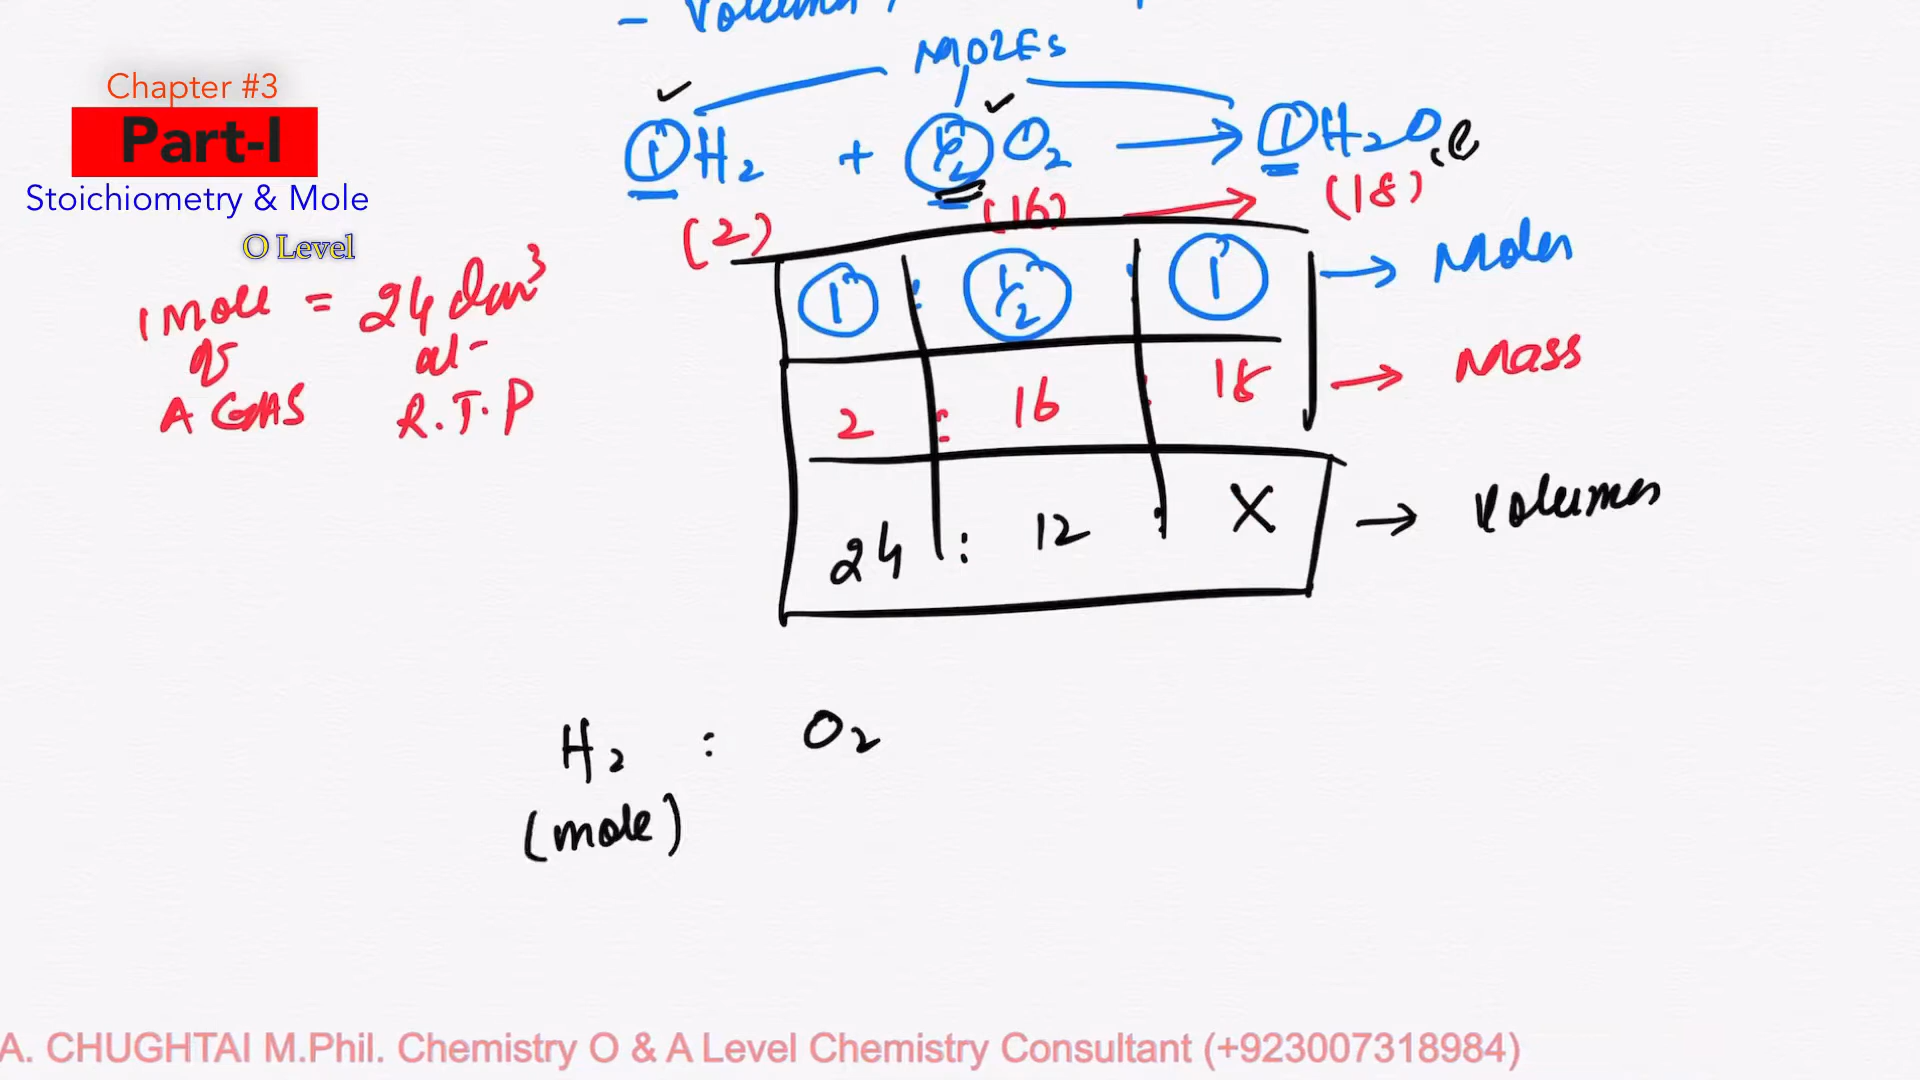 - Volume
MOLES
Chapter #3
Part-I
Stoichiometry & Mole
O Level
1 H2 + 1/2 O2 → 1 H2O(l)
(2) (16) → (18)
1 mole = 24 dm³
of at
A GAS R.T.P
1 : 1/2 : 1 → Moles
2 : 16 : 18 → Mass
24 : 12 : X → Volumes
H2 : O2
(mole)
A. CHUGHTAI M.Phil. Chemistry O & A Level Chemistry Consultant (+923007318984)